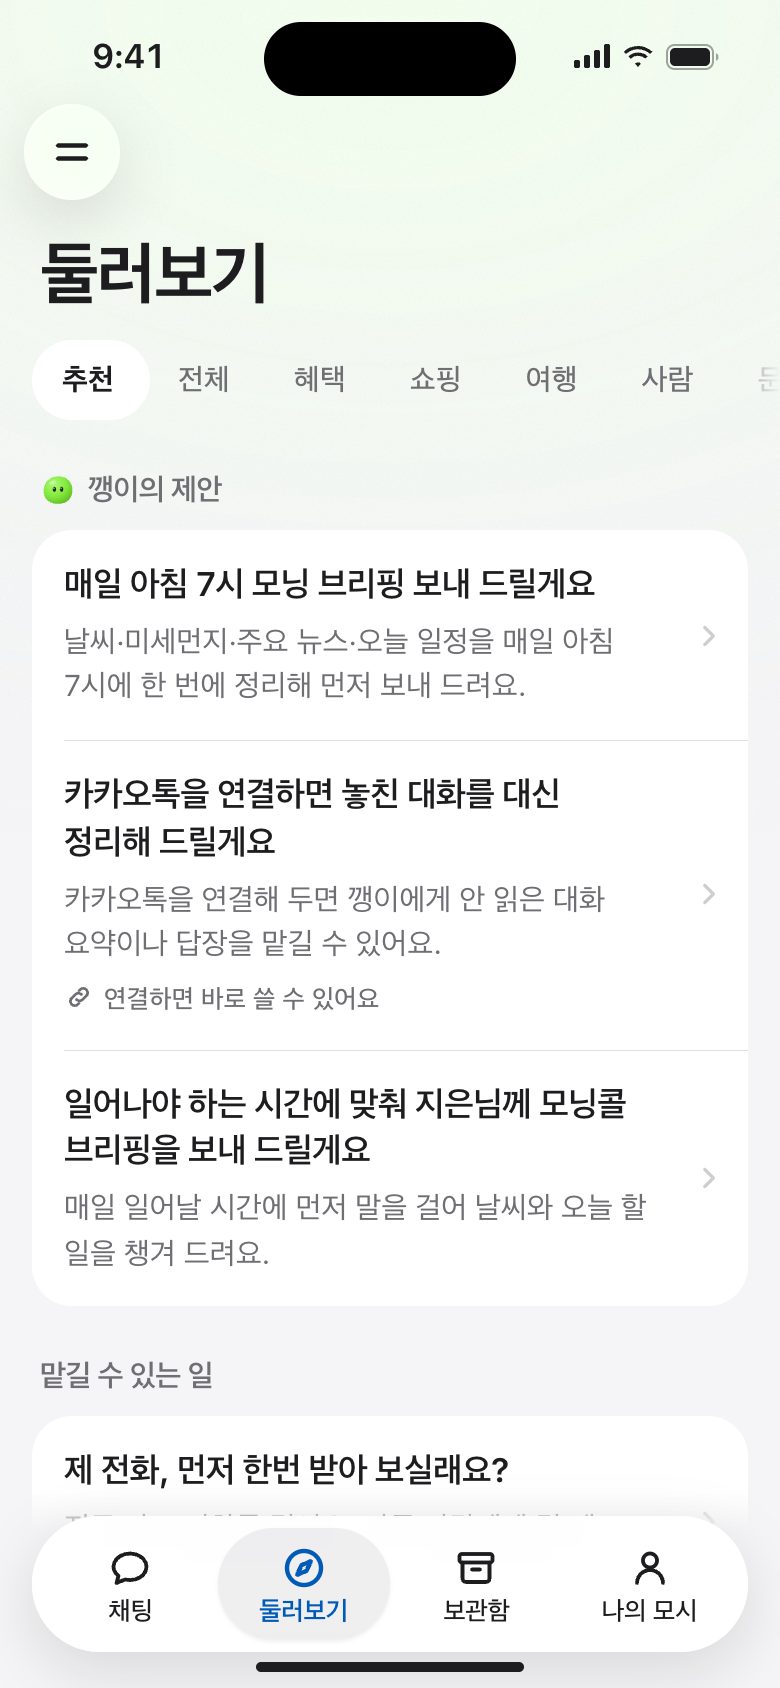 9:41
둘러보기
추천 전체 혜택 쇼핑 여행 사람
깽이의 제안
매일 아침 7시 모닝 브리핑 보내 드릴게요
날씨·미세먼지·주요 뉴스·오늘 일정을 매일 아침
7시에 한 번에 정리해 먼저 보내 드려요.
카카오톡을 연결하면 놓친 대화를 대신
정리해 드릴게요
카카오톡을 연결해 두면 깽이에게 안 읽은 대화
요약이나 답장을 맡길 수 있어요.
연결하면 바로 쓸 수 있어요
일어나야 하는 시간에 맞춰 지은님께 모닝콜
브리핑을 보내 드릴게요
매일 일어날 시간에 먼저 말을 걸어 날씨와 오늘 할
일을 챙겨 드려요.
맡길 수 있는 일
제 전화, 먼저 한번 받아 보실래요?
채팅 둘러보기 보관함 나의 모시